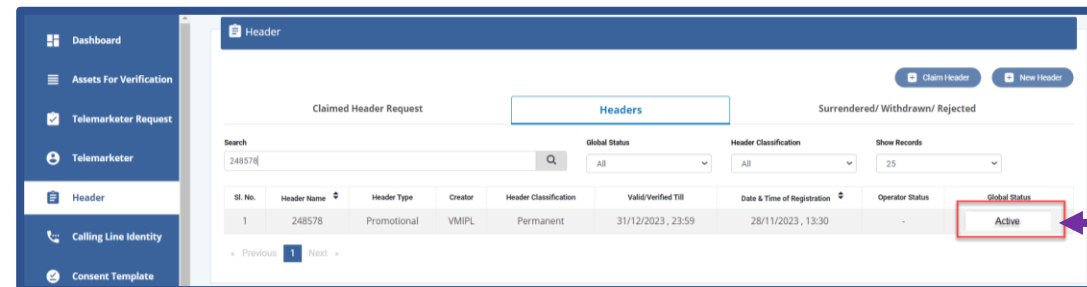 Dashboard
Assets For Verification
Telemarketer Request
Telemarketer
Header
Calling Line Identity
Consent Template
Header
Claim Header
New Header
Claimed Header Request
Headers
Surrendered/ Withdrawn/ Rejected
Search
Global Status
Header Classification
Show Records
248578
All
All
25
Sl. No. Header Name Header Type Creator Header Classification Valid/Verified Till Date & Time of Registration Operator Status Global Status
1 248578 Promotional VMIPL Permanent 31/12/2023 , 23:59 28/11/2023 , 13:30 - Active
« Previous 1 Next »